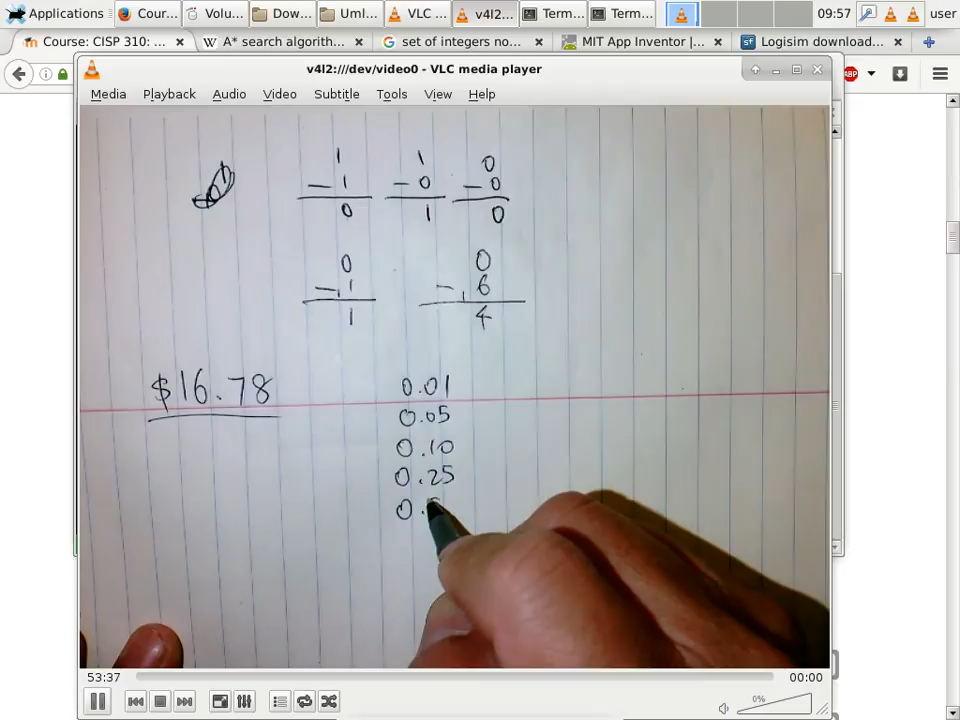 Applications
Cour...
Volu...
Dow...
Uml...
VLC ...
v4l2...
Term...
Term...
09:57
user
Course: CISP 310: ...
A* search algorith...
set of integers no...
MIT App Inventor | ...
Logisim download...
v4l2:///dev/video0 - VLC media player
ABP
Media Playback Audio Video Subtitle Tools View Help
1 1 0
- 1 - 0 - 0
0 1 0
0 0
- 1 - 6
1 4
$16.78
0.01
0.05
0.10
0.25
0.
53:37
00:00
0%